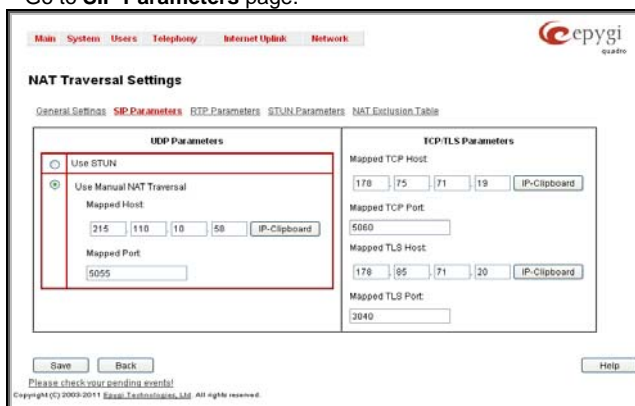 Go to SIP Parameters page.
epygi
quadro
Main System Users Telephony Internet Uplink Network
NAT Traversal Settings
General Settings SIP Parameters RTP Parameters STUN Parameters NAT Exclusion Table
UDP Parameters
Use STUN
Use Manual NAT Traversal
Mapped Host:
215 . 110 . 10 . 58 IP-Clipboard
Mapped Port:
5055
TCP/TLS Parameters
Mapped TCP Host:
178 . 75 . 71 . 19 IP-Clipboard
Mapped TCP Port:
5060
Mapped TLS Host:
178 . 85 . 71 . 20 IP-Clipboard
Mapped TLS Port:
3040
Save Back Help
Please check your pending events!
Copyright (C) 2003-2011 Epygi Technologies, Ltd. All rights reserved.